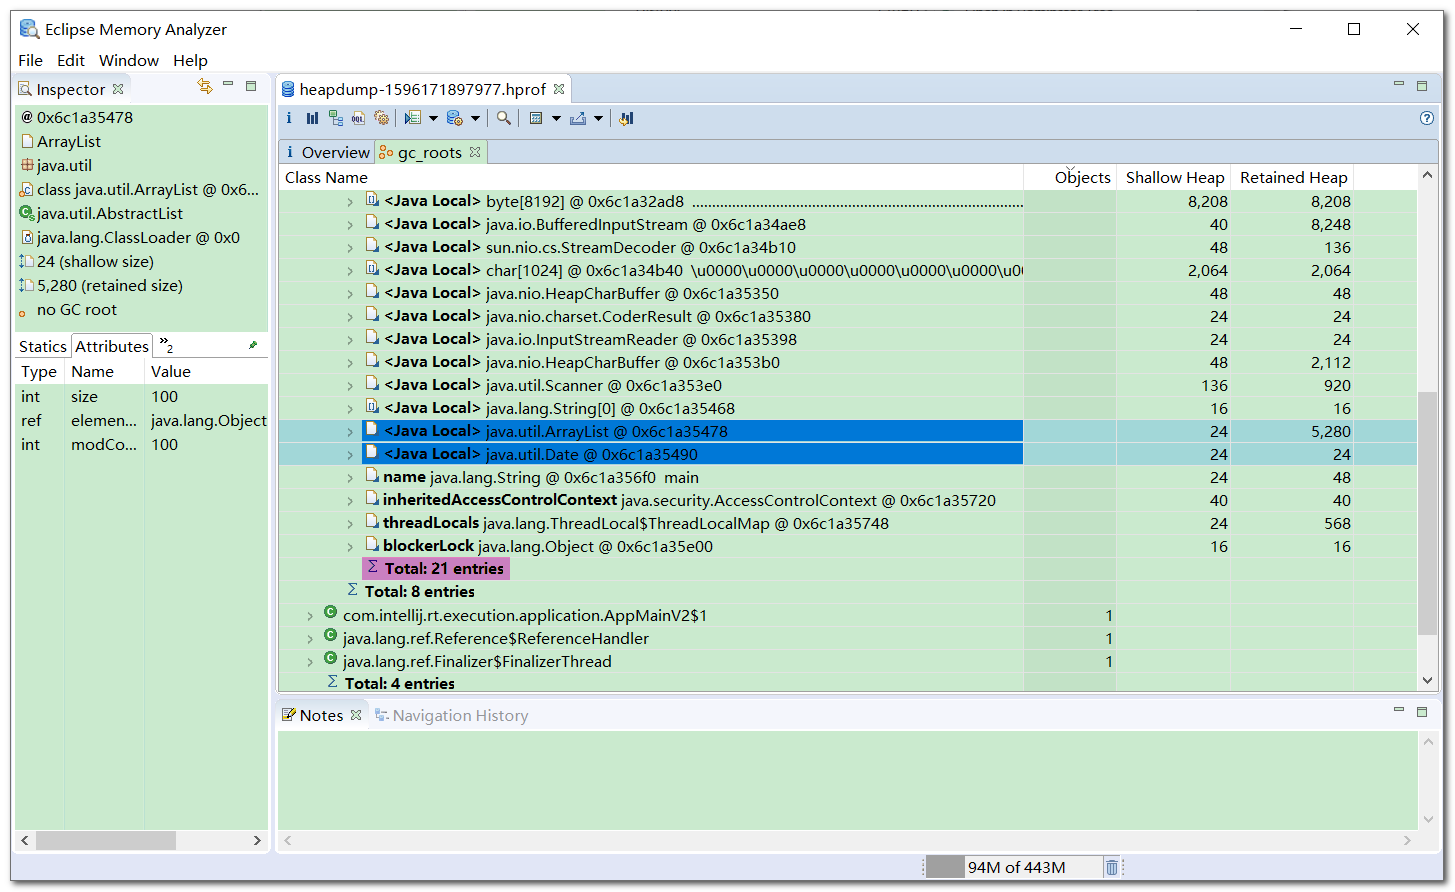 Eclipse Memory Analyzer
File Edit Window Help
Inspector
@ 0x6c1a35478
ArrayList
java.util
class java.util.ArrayList @ 0x6...
java.util.AbstractList
java.lang.ClassLoader @ 0x0
24 (shallow size)
5,280 (retained size)
no GC root
Statics Attributes »2
Type Name Value
int size 100
ref elemen... java.lang.Object
int modCo... 100
heapdump-1596171897977.hprof
i OQL
i Overview gc_roots
Class Name Objects Shallow Heap Retained Heap
<Java Local> byte[8192] @ 0x6c1a32ad8 ................................................................ 8,208 8,208
<Java Local> java.io.BufferedInputStream @ 0x6c1a34ae8 40 8,248
<Java Local> sun.nio.cs.StreamDecoder @ 0x6c1a34b10 48 136
<Java Local> char[1024] @ 0x6c1a34b40 \u0000\u0000\u0000\u0000\u0000\u0000\u0( 2,064 2,064
<Java Local> java.nio.HeapCharBuffer @ 0x6c1a35350 48 48
<Java Local> java.nio.charset.CoderResult @ 0x6c1a35380 24 24
<Java Local> java.io.InputStreamReader @ 0x6c1a35398 24 24
<Java Local> java.nio.HeapCharBuffer @ 0x6c1a353b0 48 2,112
<Java Local> java.util.Scanner @ 0x6c1a353e0 136 920
<Java Local> java.lang.String[0] @ 0x6c1a35468 16 16
<Java Local> java.util.ArrayList @ 0x6c1a35478 24 5,280
<Java Local> java.util.Date @ 0x6c1a35490 24 24
name java.lang.String @ 0x6c1a356f0 main 24 48
inheritedAccessControlContext java.security.AccessControlContext @ 0x6c1a35720 40 40
threadLocals java.lang.ThreadLocal$ThreadLocalMap @ 0x6c1a35748 24 568
blockerLock java.lang.Object @ 0x6c1a35e00 16 16
Σ Total: 21 entries
Σ Total: 8 entries
com.intellij.rt.execution.application.AppMainV2$1 1
java.lang.ref.Reference$ReferenceHandler 1
java.lang.ref.Finalizer$FinalizerThread 1
Σ Total: 4 entries
Notes Navigation History
94M of 443M